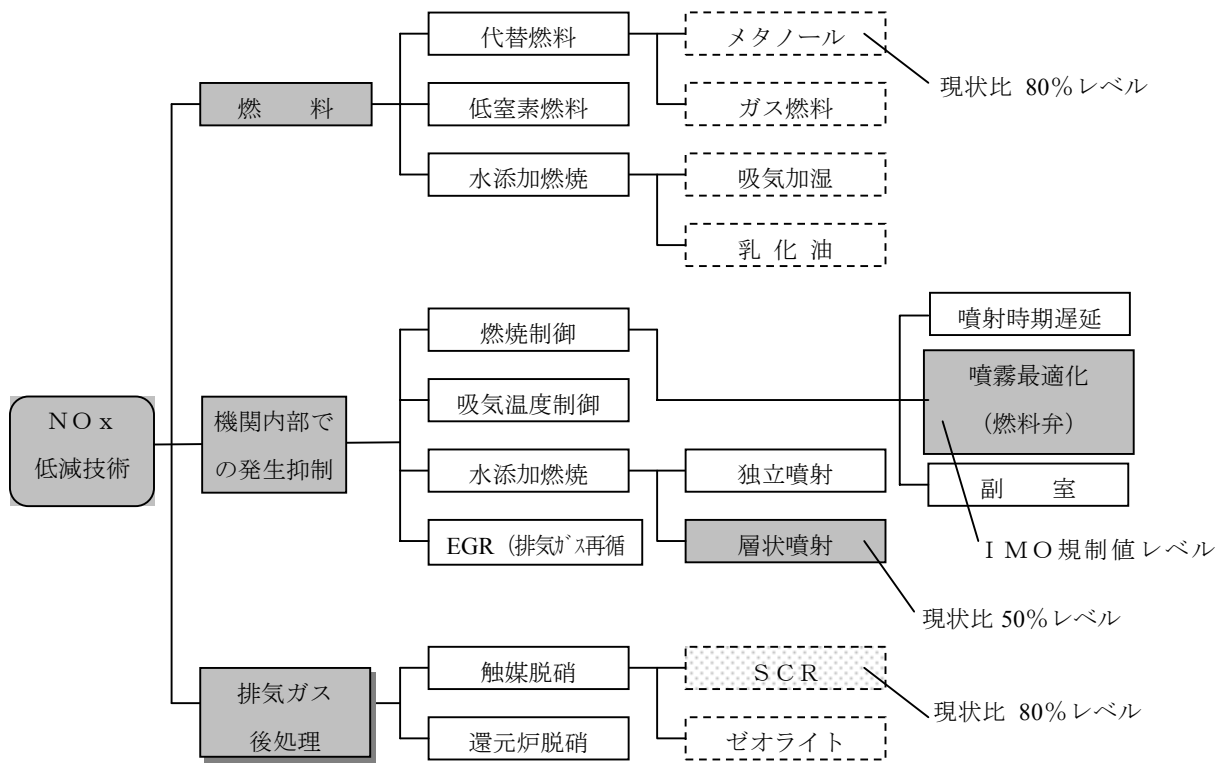 代替燃料
メタノール
現状比 80%レベル
燃 料
低窒素燃料
ガス燃料
水添加燃焼
吸気加湿
乳 化 油
噴射時期遅延
燃焼制御
噴霧最適化
(燃料弁)
吸気温度制御
NOx
低減技術
機関内部で
の発生抑制
水添加燃焼
独立噴射
副 室
EGR (排気ガス再循
層状噴射
IMO規制値レベル
現状比 50%レベル
触媒脱硝
SCR
排気ガス
後処理
現状比 80%レベル
還元炉脱硝
ゼオライト